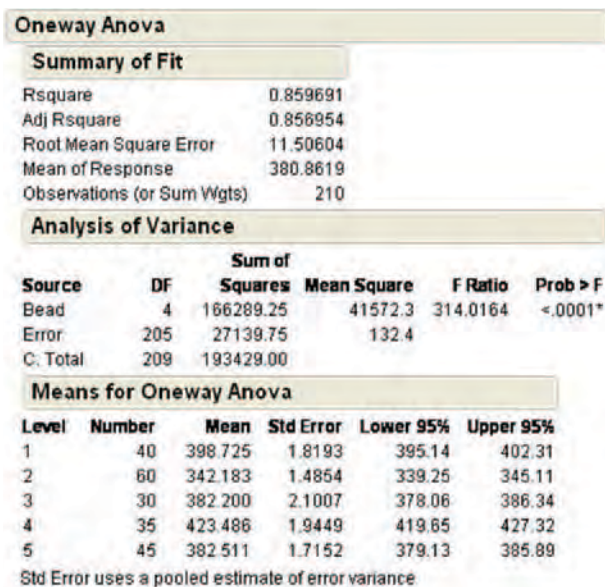 Oneway Anova
Summary of Fit
Rsquare 0.859691
Adj Rsquare 0.856954
Root Mean Square Error 11.50604
Mean of Response 380.8619
Observations (or Sum Wgts) 210
Analysis of Variance
Sum of
Source DF Squares Mean Square F Ratio Prob > F
Bead 4 166289.25 41572.3 314.0164 <.0001*
Error 205 27139.75 132.4
C. Total 209 193429.00
Means for Oneway Anova
Level Number Mean Std Error Lower 95% Upper 95%
1 40 398.725 1.8193 395.14 402.31
2 60 342.183 1.4854 339.25 345.11
3 30 382.200 2.1007 378.06 386.34
4 35 423.486 1.9449 419.65 427.32
5 45 382.511 1.7152 379.13 385.89
Std Error uses a pooled estimate of error variance